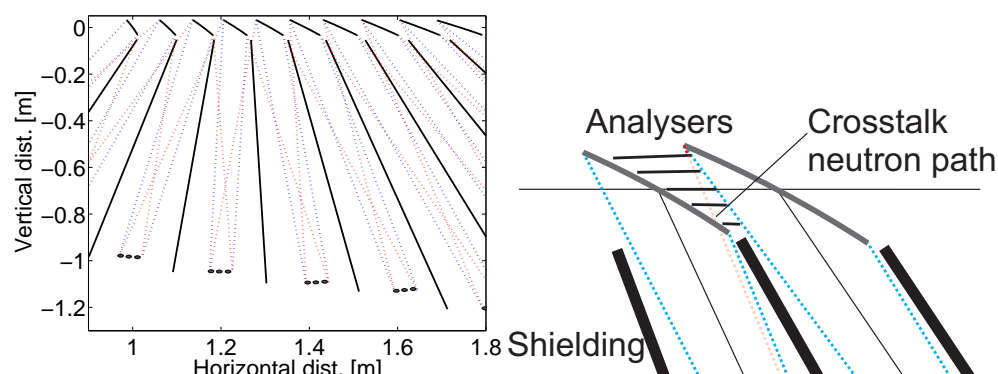 0
−0.2
−0.4
−0.6
−0.8
−1
−1.2
Vertical dist. [m]
1
1.2
1.4
1.6
1.8
Horizontal dist. [m]
Analysers
Crosstalk
neutron path
Shielding